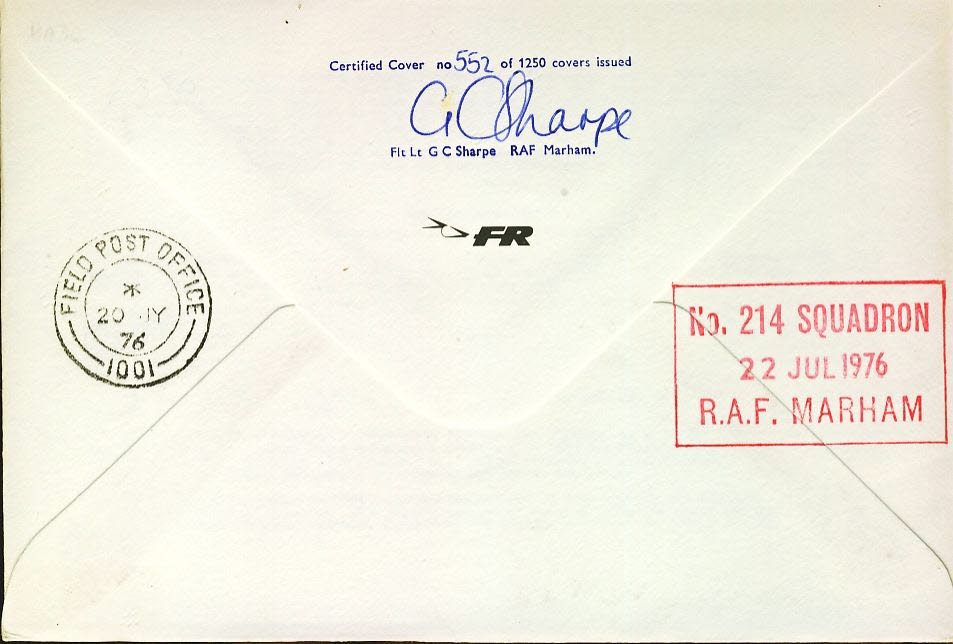 Certified Cover no 552 of 1250 covers issued
G C Sharpe
Flt Lt G C Sharpe RAF Marham.
FR
FIELD POST OFFICE
*
20 JY
76
1001
No. 214 SQUADRON
22 JUL 1976
R.A.F. MARHAM